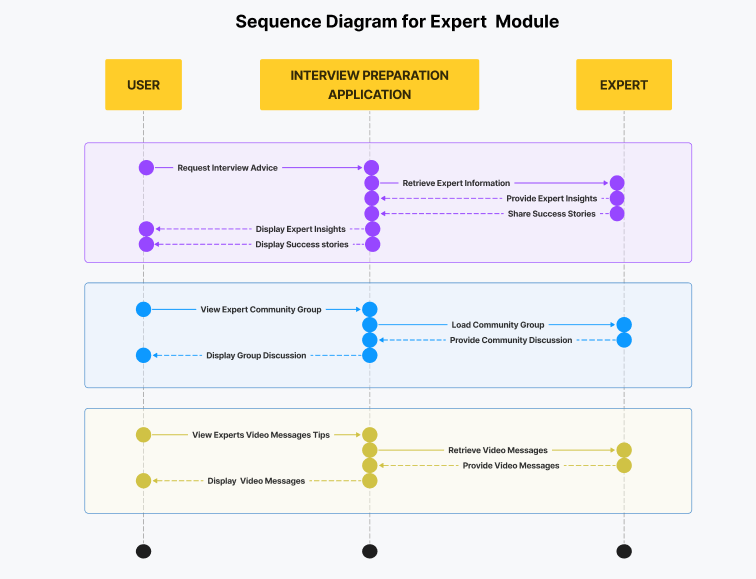 Sequence Diagram for Expert  Module
USER
INTERVIEW PREPARATION
APPLICATION
EXPERT
Request Interview Advice
Retrieve Expert Information
Provide Expert Insights
Share Success Stories
Display Expert Insights
Display Success stories
View Expert Community Group
Load Community Group
Provide Community Discussion
Display Group Discussion
View Experts Video Messages Tips
Retrieve Video Messages
Provide Video Messages
Display  Video Messages